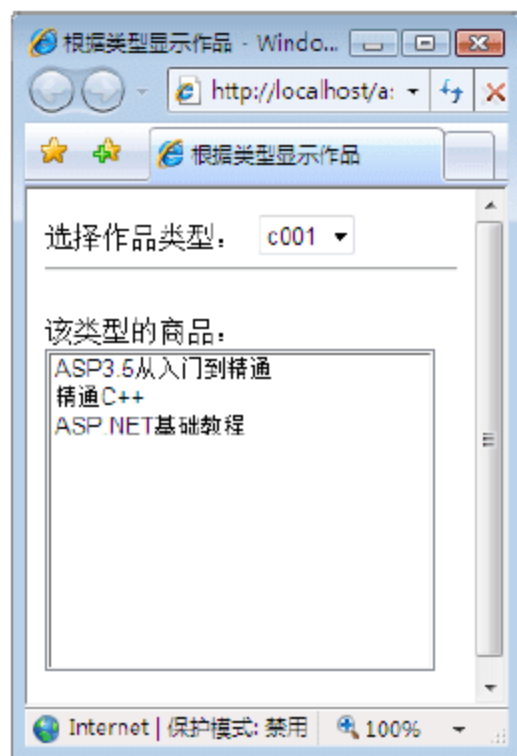 根据类型显示作品 - Windo...
http://localhost/a:
根据类型显示作品
选择作品类型： c001
该类型的商品：
ASP3.5从入门到精通
精通C++
ASP.NET基础教程
Internet | 保护模式: 禁用 100%